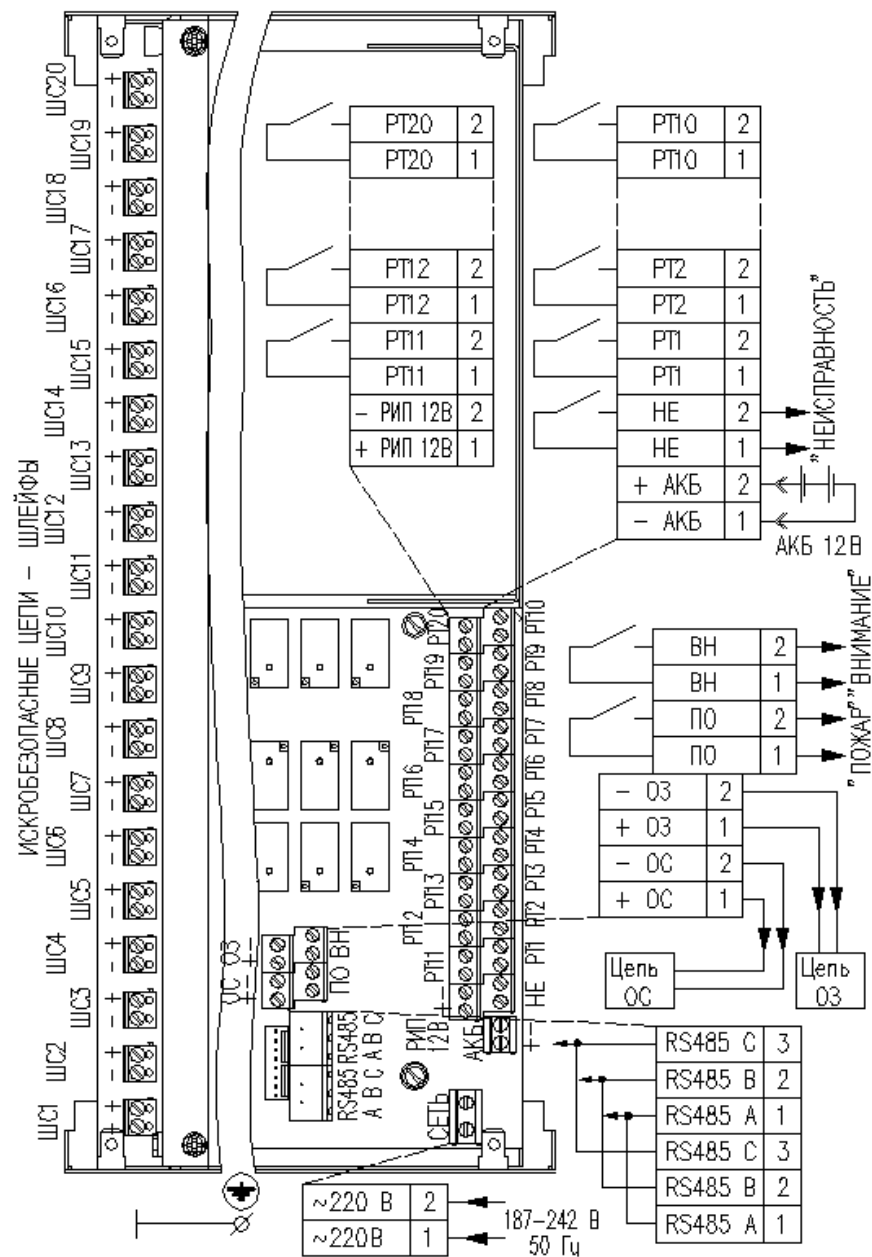 ИСКРОБЕЗОПАСНЫЕ ЦЕПИ – ШЛЕЙФЫ
ШС20 + -
ШС19 + -
ШС18 + -
ШС17 + -
ШС16 + -
ШС15 + -
ШС14 + -
ШС13 + -
ШС12 + -
ШС11 + -
ШС10 + -
ШС9 + -
ШС8 + -
ШС7 + -
ШС6 + -
ШС5 + -
ШС4 + -
ШС3 + -
ШС2 + -
ШС1 + -
РТ20 2
РТ20 1
РТ12 2
РТ12 1
РТ11 2
РТ11 1
- РИП 12В 2
+ РИП 12В 1
РТ10 2
РТ10 1
РТ2 2
РТ2 1
РТ1 2
РТ1 1
НЕ 2
НЕ 1
+ АКБ 2
- АКБ 1
"НЕИСПРАВНОСТЬ"
АКБ 12В
РТ20
РТ19
РТ18
РТ17
РТ16
РТ15
РТ14
РТ13
РТ12
РТ11
РТ10
РТ9
РТ8
РТ7
РТ6
РТ5
РТ4
РТ3
РТ2
РТ1
НЕ
ВН 2
ВН 1
ПО 2
ПО 1
"ВНИМАНИЕ"
"ПОЖАР"
- ОЗ 2
+ ОЗ 1
- ОС 2
+ ОС 1
Цепь ОС
Цепь ОЗ
ОС ОЗ
ПО ВН
RS485 RS485
A B C A B C
РИП 12В
+
АКБ
- +
СЕТЬ
RS485 C 3
RS485 B 2
RS485 A 1
RS485 C 3
RS485 B 2
RS485 A 1
~220 В 2
~220В 1
187-242 В
50 Гц